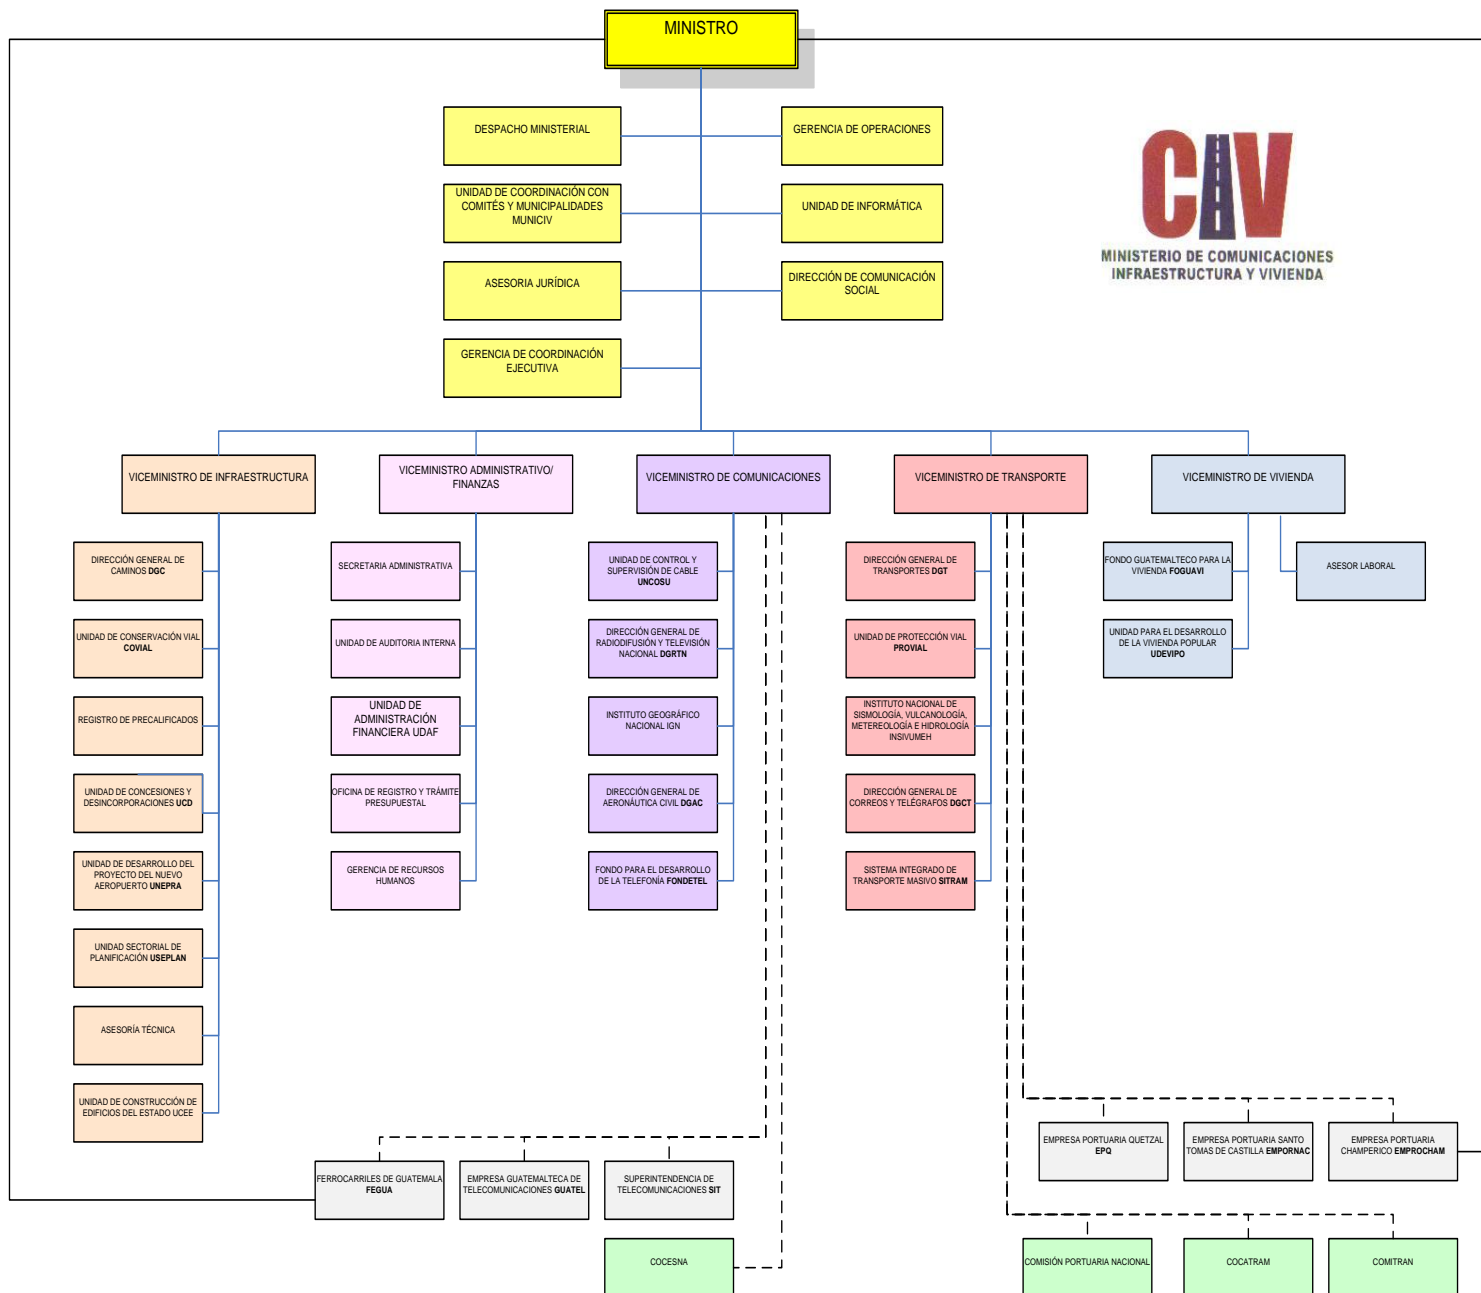 MINISTRO
DESPACHO MINISTERIAL
GERENCIA DE OPERACIONES
UNIDAD DE COORDINACIÓN CON
COMITÉS Y MUNICIPALIDADES
MUNICIV
UNIDAD DE INFORMÁTICA
ASESORIA JURÍDICA
DIRECCIÓN DE COMUNICACIÓN
SOCIAL
GERENCIA DE COORDINACIÓN
EJECUTIVA
CIV
MINISTERIO DE COMUNICACIONES
INFRAESTRUCTURA Y VIVIENDA
VICEMINISTRO DE INFRAESTRUCTURA
VICEMINISTRO ADMINISTRATIVO/
FINANZAS
VICEMINISTRO DE COMUNICACIONES
VICEMINISTRO DE TRANSPORTE
VICEMINISTRO DE VIVIENDA
DIRECCIÓN GENERAL DE
CAMINOS DGC
UNIDAD DE CONSERVACIÓN VIAL
COVIAL
REGISTRO DE PRECALIFICADOS
UNIDAD DE CONCESIONES Y
DESINCORPORACIONES UCD
UNIDAD DE DESARROLLO DEL
PROYECTO DEL NUEVO
AEROPUERTO UNEPRA
UNIDAD SECTORIAL DE
PLANIFICACIÓN USEPLAN
ASESORÍA TÉCNICA
UNIDAD DE CONSTRUCCIÓN DE
EDIFICIOS DEL ESTADO UCEE
SECRETARIA ADMINISTRATIVA
UNIDAD DE AUDITORIA INTERNA
UNIDAD DE
ADMINISTRACIÓN
FINANCIERA UDAF
OFICINA DE REGISTRO Y TRÁMITE
PRESUPUESTAL
GERENCIA DE RECURSOS
HUMANOS
UNIDAD DE CONTROL Y
SUPERVISIÓN DE CABLE
UNCOSU
DIRECCIÓN GENERAL DE
RADIODIFUSIÓN Y TELEVISIÓN
NACIONAL DGRTN
INSTITUTO GEOGRÁFICO
NACIONAL IGN
DIRECCIÓN GENERAL DE
AERONÁUTICA CIVIL DGAC
FONDO PARA EL DESARROLLO
DE LA TELEFONÍA FONDETEL
DIRECCIÓN GENERAL DE
TRANSPORTES DGT
UNIDAD DE PROTECCIÓN VIAL
PROVIAL
INSTITUTO NACIONAL DE
SISMOLOGÍA, VULCANOLOGÍA,
METEREOLOGÍA E HIDROLOGÍA
INSIVUMEH
DIRECCIÓN GENERAL DE
CORREOS Y TELÉGRAFOS DGCT
SISTEMA INTEGRADO DE
TRANSPORTE MASIVO SITRAM
FONDO GUATEMALTECO PARA LA
VIVIENDA FOGUAVI
ASESOR LABORAL
UNIDAD PARA EL DESARROLLO
DE LA VIVIENDA POPULAR
UDEVIPO
FERROCARRILES DE GUATEMALA
FEGUA
EMPRESA GUATEMALTECA DE
TELECOMUNICACIONES GUATEL
SUPERINTENDENCIA DE
TELECOMUNICACIONES SIT
EMPRESA PORTUARIA QUETZAL
EPQ
EMPRESA PORTUARIA SANTO
TOMAS DE CASTILLA EMPORNAC
EMPRESA PORTUARIA
CHAMPERICO EMPROCHAM
COCESNA
COMISIÓN PORTUARIA NACIONAL
COCATRAM
COMITRAN